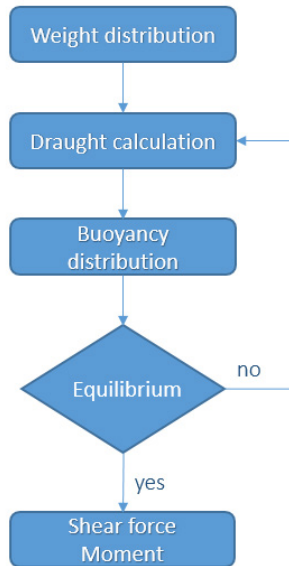 Weight distribution
Draught calculation
Buoyancy
distribution
Equilibrium
no
yes
Shear force
Moment